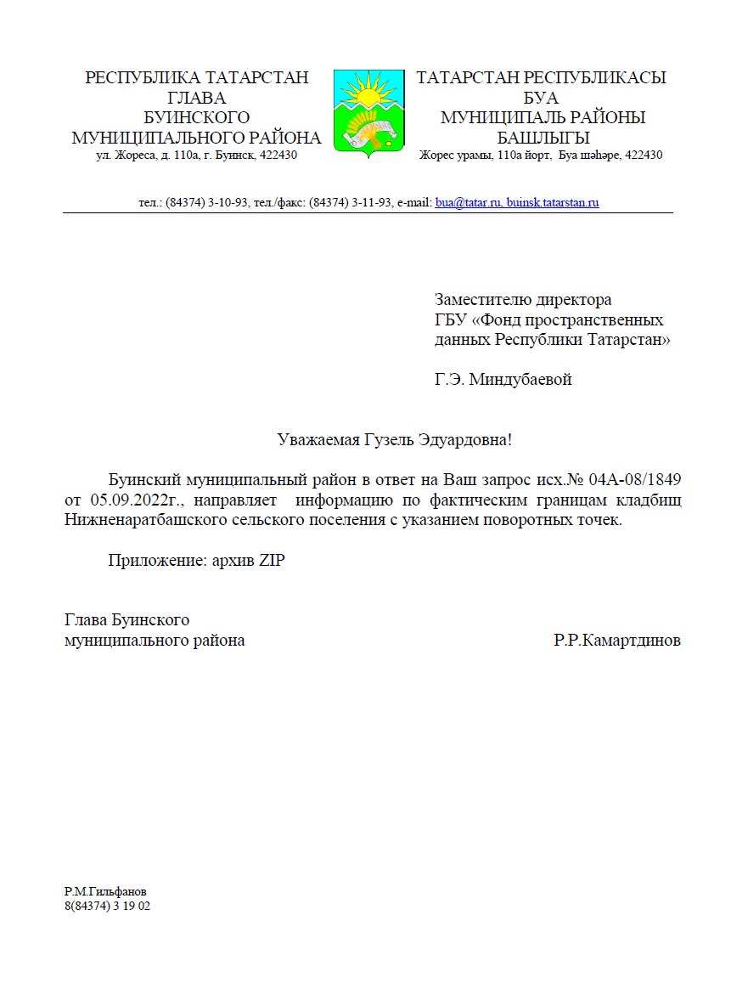 РЕСПУБЛИКА ТАТАРСТАН
ГЛАВА
БУИНСКОГО
МУНИЦИПАЛЬНОГО РАЙОНА
ул. Жореса, д. 110а, г. Буинск, 422430
ТАТАРСТАН РЕСПУБЛИКАСЫ
БУА
МУНИЦИПАЛЬ РАЙОНЫ
БАШЛЫГЫ
Жорес урамы, 110а йорт, Буа шәһәре, 422430
тел.: (84374) 3-10-93, тел./факс: (84374) 3-11-93, e-mail: bua@tatar.ru, buinsk.tatarstan.ru
Заместителю директора
ГБУ «Фонд пространственных
данных Республики Татарстан»
Г.Э. Миндубаевой
Уважаемая Гузель Эдуардовна!
Буинский муниципальный район в ответ на Ваш запрос исх.№ 04А-08/1849
от 05.09.2022г., направляет информацию по фактическим границам кладбищ
Нижненаратбашского сельского поселения с указанием поворотных точек.
Приложение: архив ZIP
Глава Буинского
муниципального района Р.Р.Камартдинов
Р.М.Гильфанов
8(84374) 3 19 02